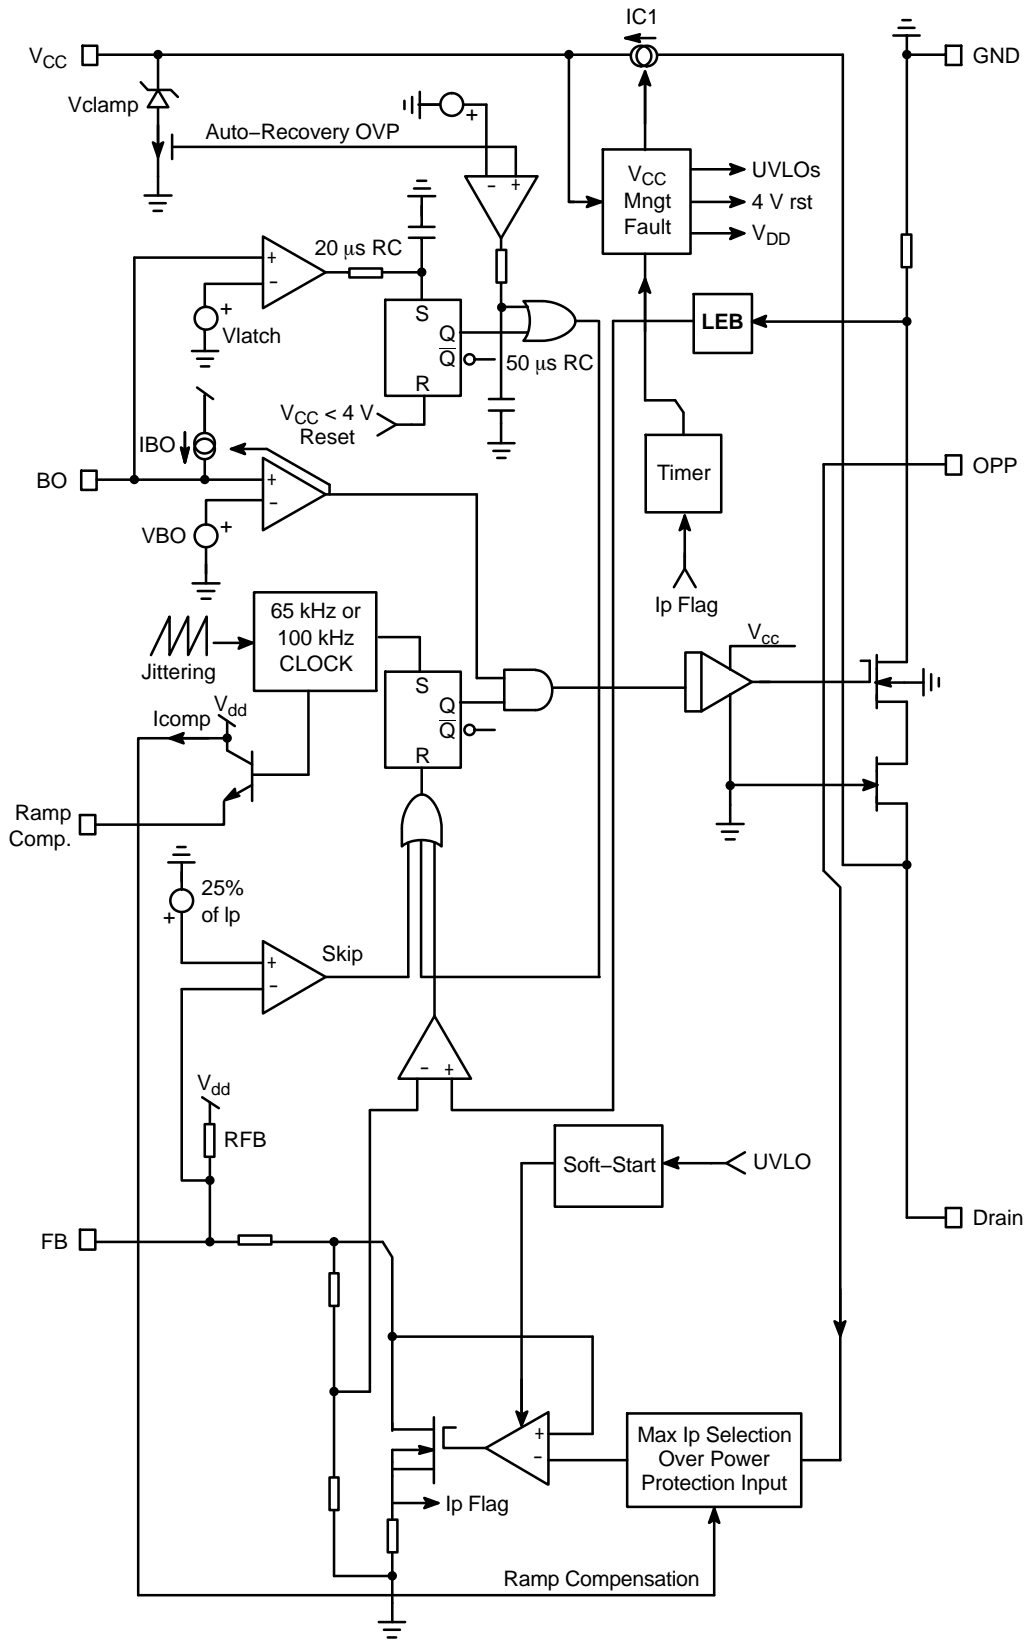 IC1
VCC
GND
Vclamp
+
Auto−Recovery OVP
− +
VCC
Mngt
Fault
UVLOs
4 V rst
VDD
20 μs RC
+
−
+
Vlatch
S
Q
Q
R
50 μs RC
LEB
VCC < 4 V
Reset
IBO
BO
+
−
VBO
+
Timer
OPP
Ip Flag
65 kHz or
100 kHz
CLOCK
Jittering
Vcc
S
Q
Q
R
Icomp
Vdd
Ramp
Comp.
25%
of Ip
+
Skip
+
−
− +
Vdd
RFB
Soft−Start
UVLO
FB
Drain
+
−
Max Ip Selection
Over Power
Protection Input
Ip Flag
Ramp Compensation